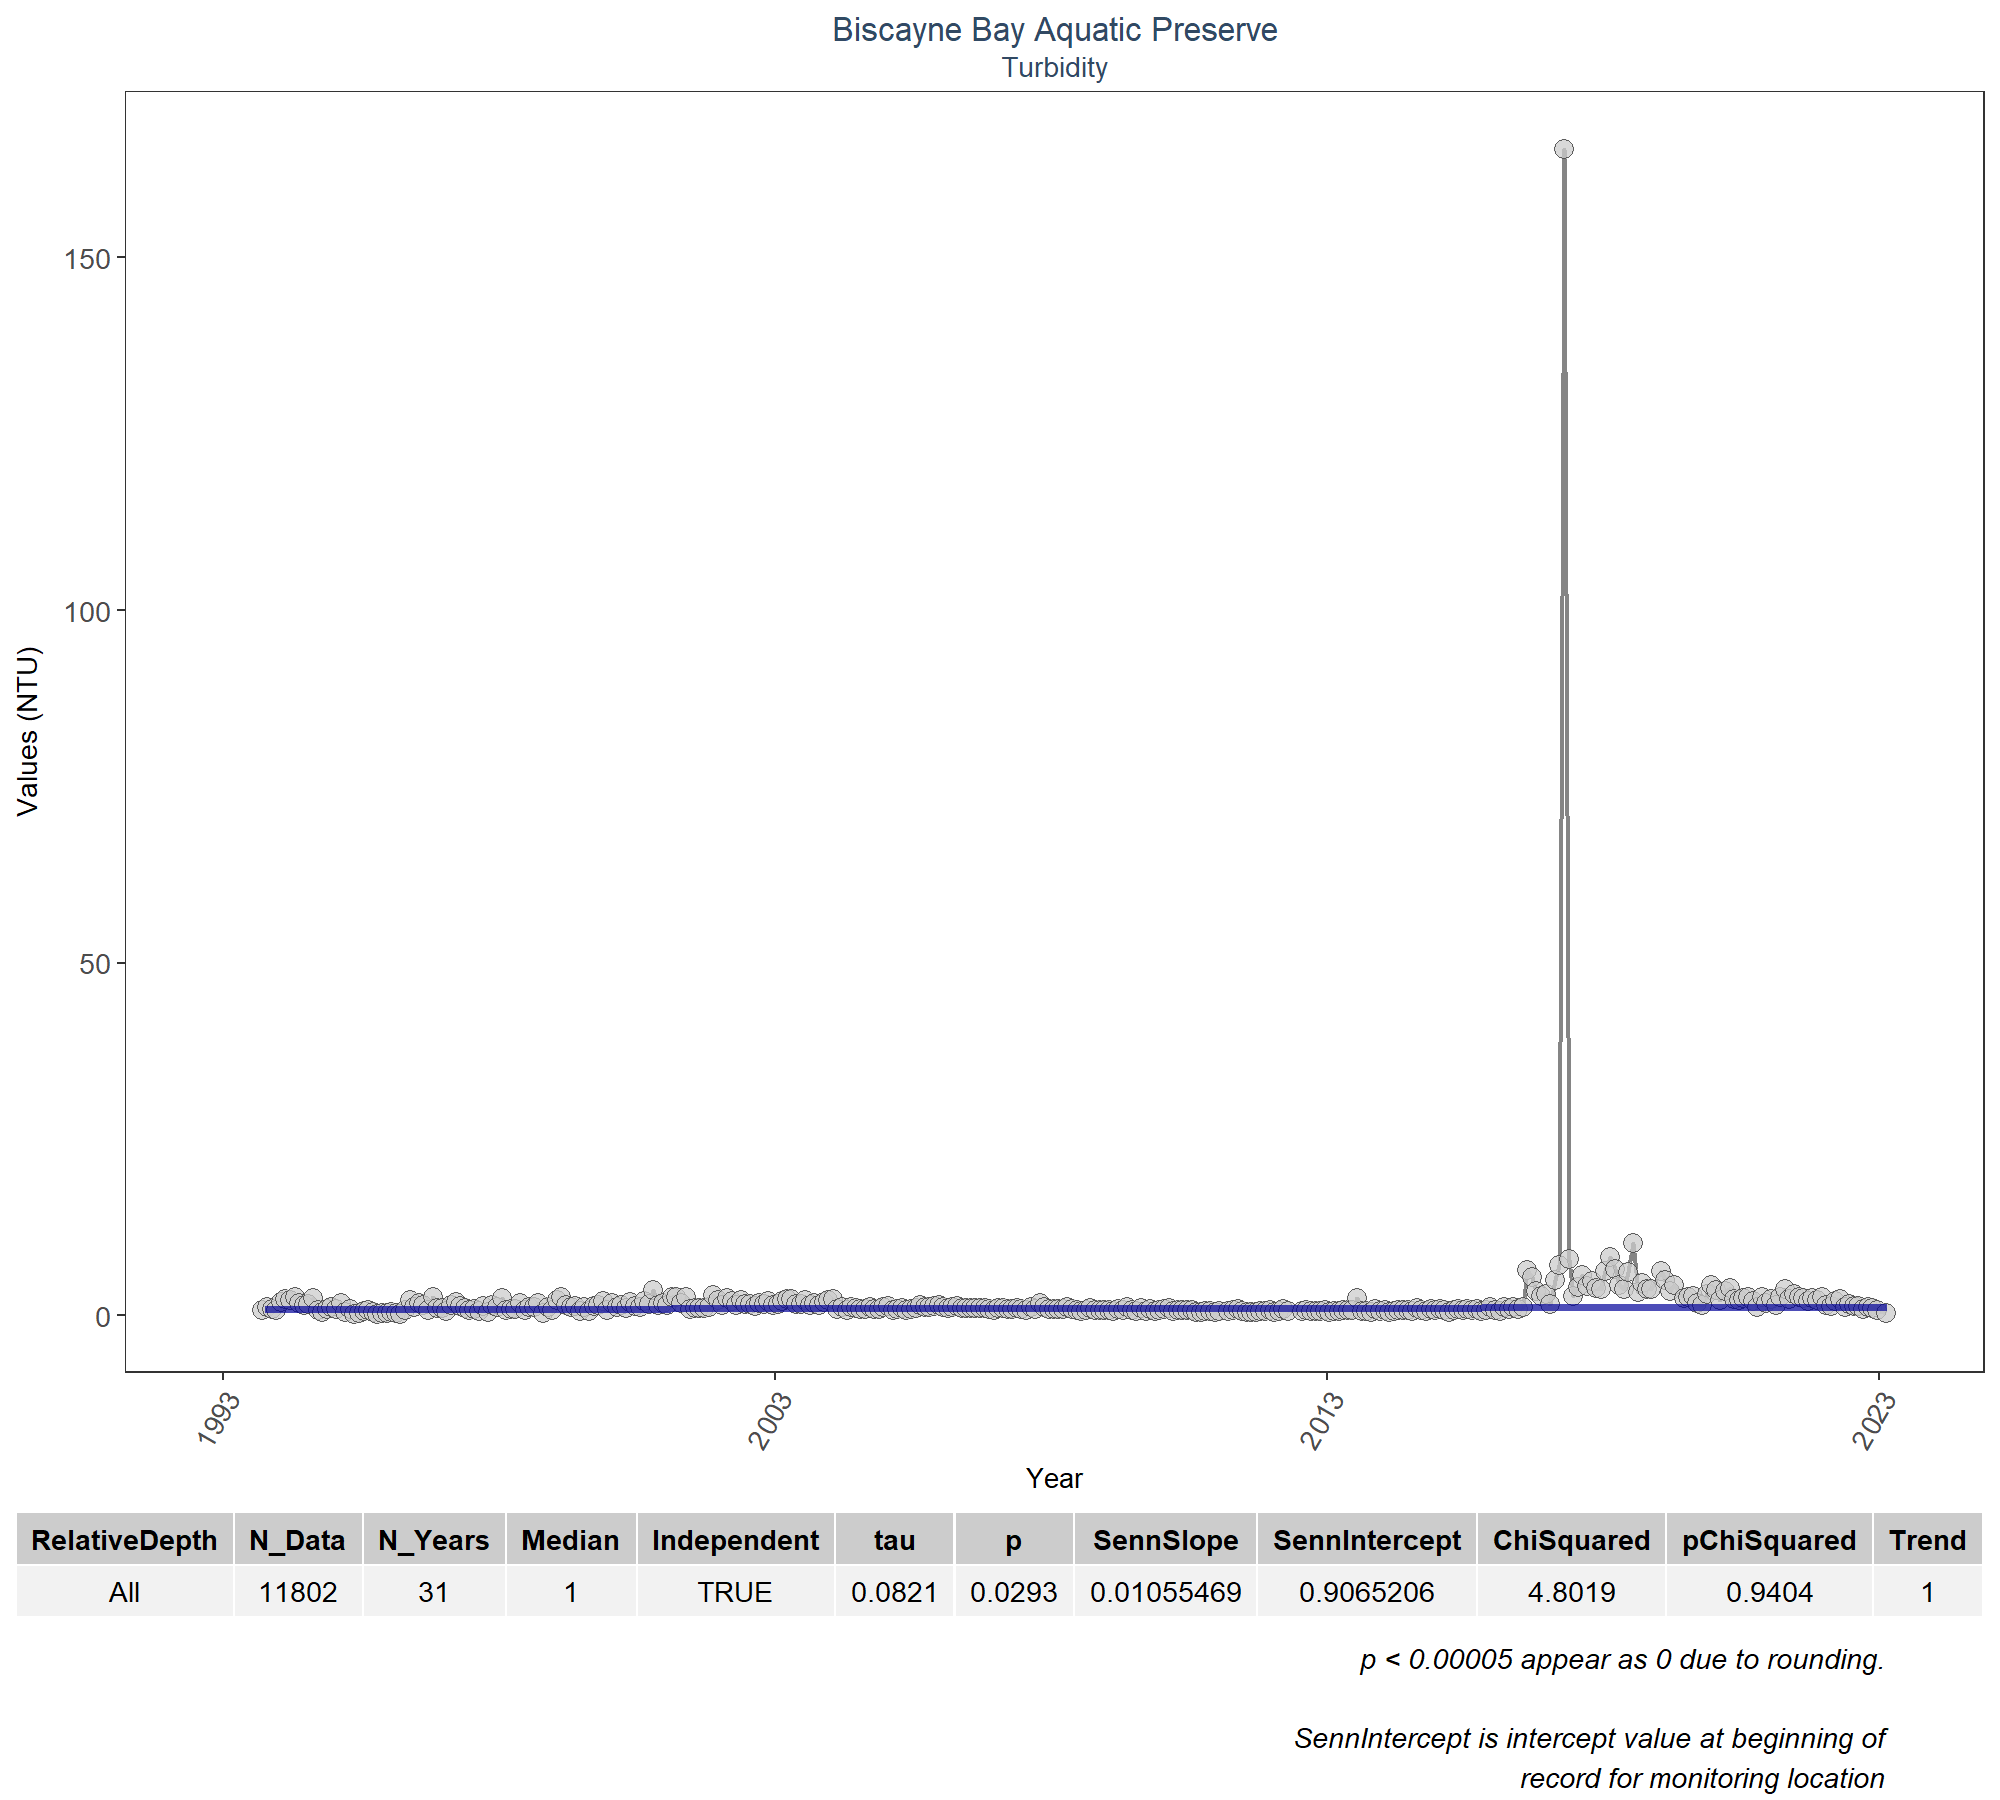 Biscayne Bay Aquatic Preserve
Turbidity
150
100
50
0
Values (NTU)
1993
2003
2013
2023
Year
RelativeDepth N_Data N_Years Median Independent tau p SennSlope SennIntercept ChiSquared pChiSquared Trend
All 11802 31 1 TRUE 0.0821 0.0293 0.01055469 0.9065206 4.8019 0.9404 1
p < 0.00005 appear as 0 due to rounding.
SennIntercept is intercept value at beginning of
record for monitoring location